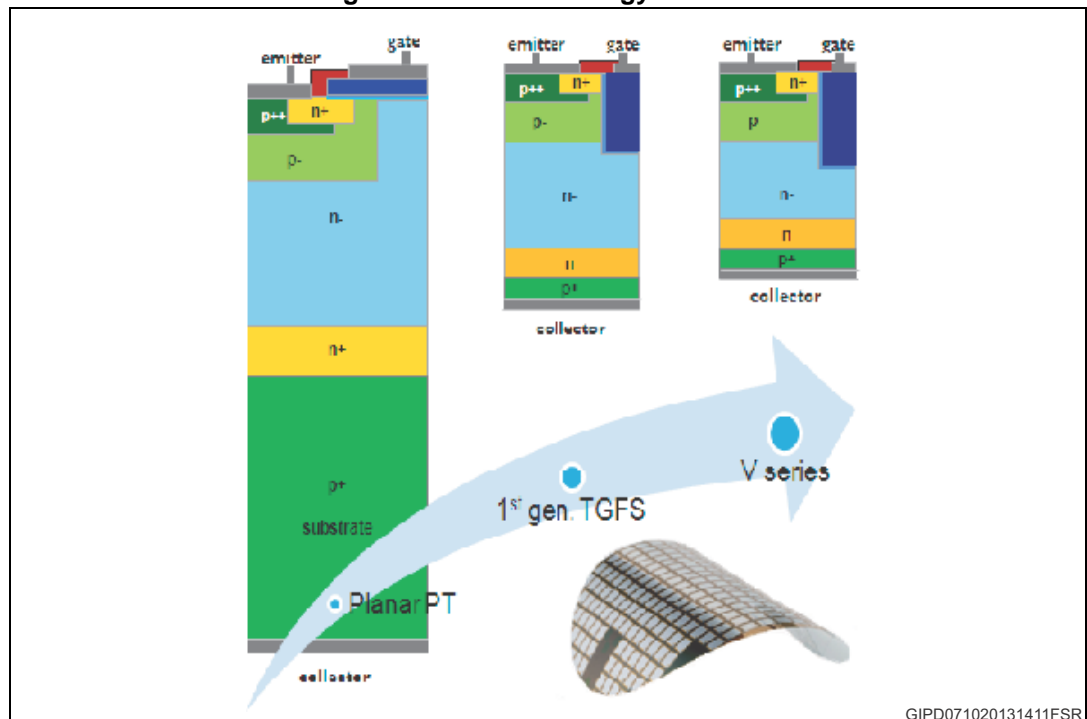 emitter
gate
p++
n+
p-
n-
n+
p+
substrate
collector
emitter
gate
p++
n+
p-
n-
n
p+
collector
emitter
gate
p++
n+
p
n-
n
p+
collector
Planar PT
1st gen. TGFS
V series
GIPD071020131411FSR